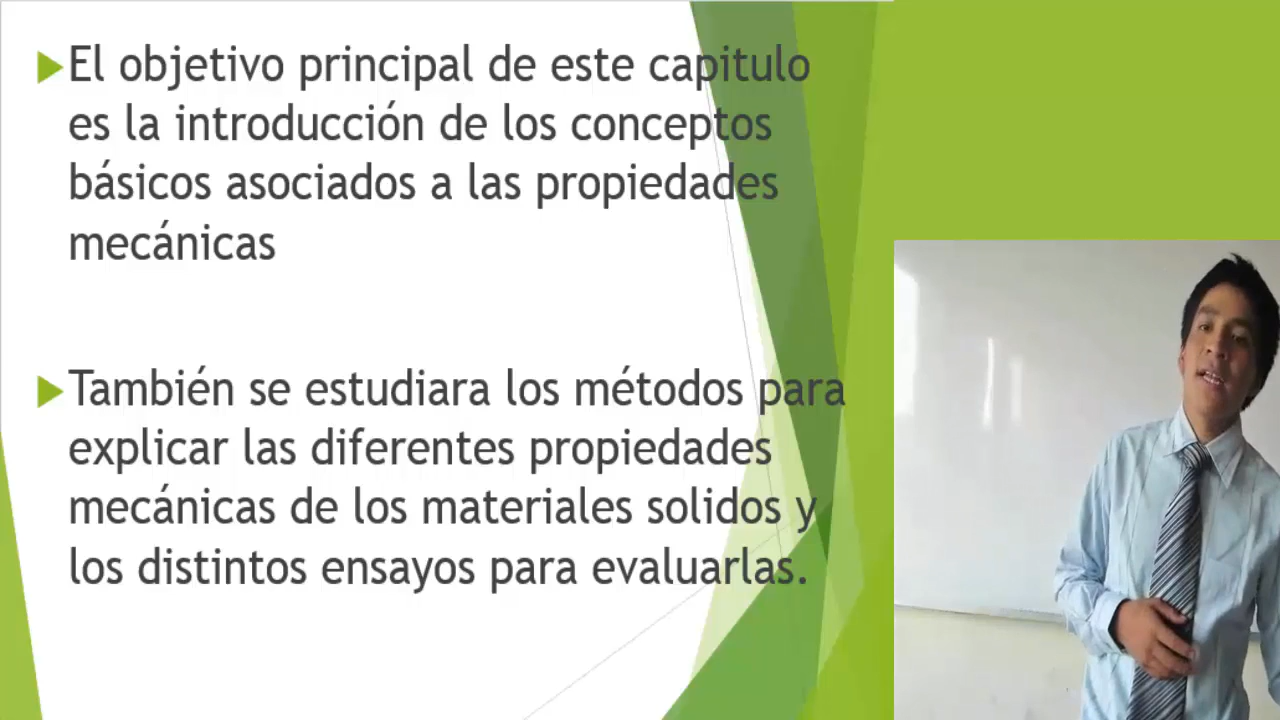 El objetivo principal de este capitulo
es la introducción de los conceptos
básicos asociados a las propiedades
mecánicas
También se estudiara los métodos para
explicar las diferentes propiedades
mecánicas de los materiales solidos y
los distintos ensayos para evaluarlas.